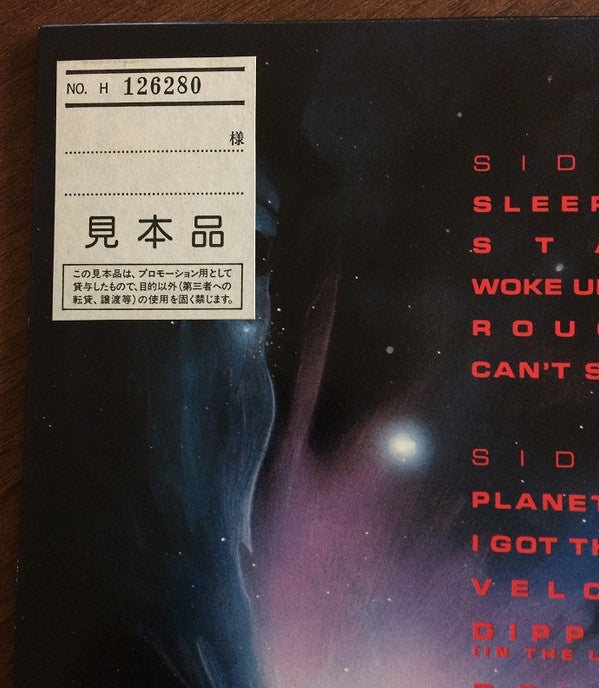 NO. H 126280
様
見本品
この見本品は、プロモーション用として
貸与したもので、目的以外(第三者への
転貸、譲渡等)の使用を固く禁じます。
SID
SLEEP
STA
WOKE U
ROU
CAN'T S
SID
PLANET
I GOT TH
VELO
DIPP
(IN THE L